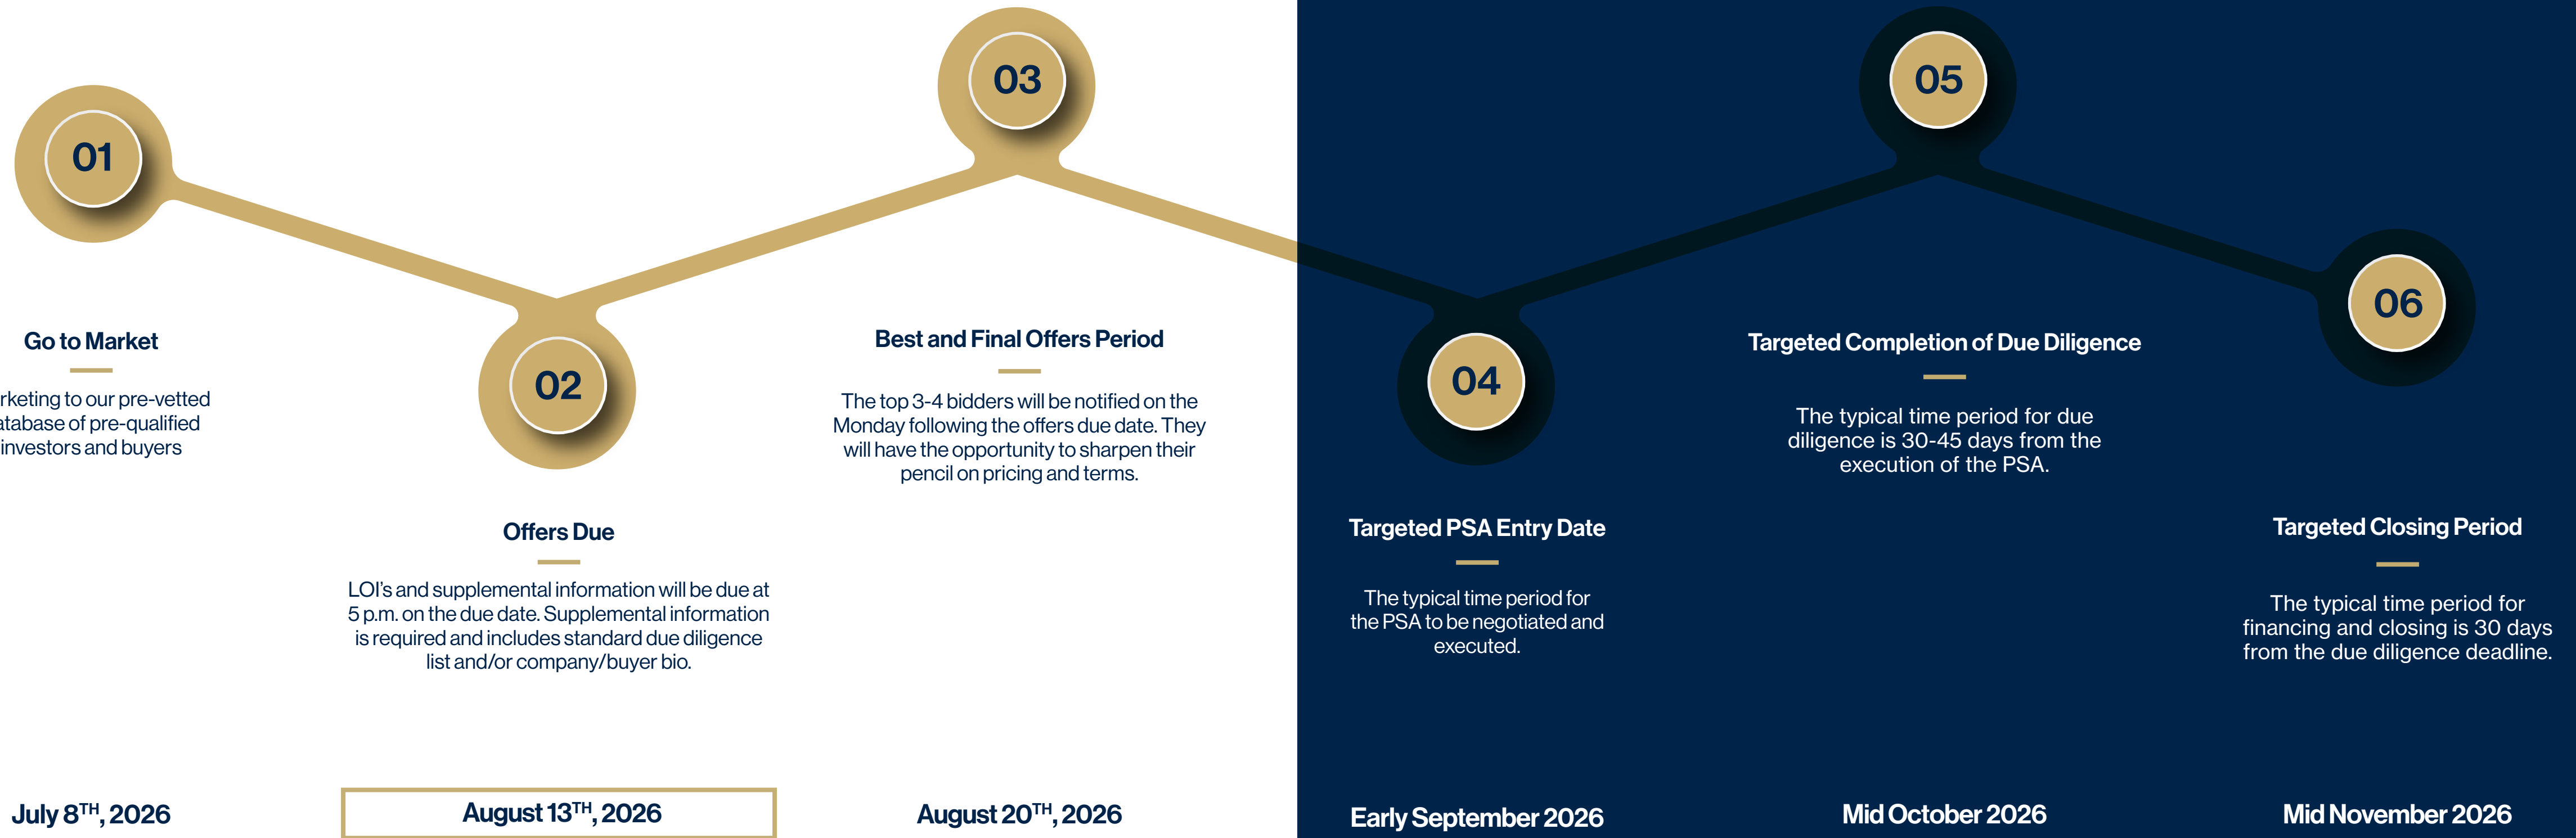 01
Go to Market
rketing to our pre-vetted
atabase of pre-qualified
investors and buyers
July 8TH, 2026
02
Offers Due
LOI's and supplemental information will be due at
5 p.m. on the due date. Supplemental information
is required and includes standard due diligence
list and/or company/buyer bio.
August 13TH, 2026
03
Best and Final Offers Period
The top 3-4 bidders will be notified on the
Monday following the offers due date. They
will have the opportunity to sharpen their
pencil on pricing and terms.
August 20TH, 2026
04
Targeted PSA Entry Date
The typical time period for
the PSA to be negotiated and
executed.
Early September 2026
05
Targeted Completion of Due Diligence
The typical time period for due
diligence is 30-45 days from the
execution of the PSA.
Mid October 2026
06
Targeted Closing Period
The typical time period for
financing and closing is 30 days
from the due diligence deadline.
Mid November 2026